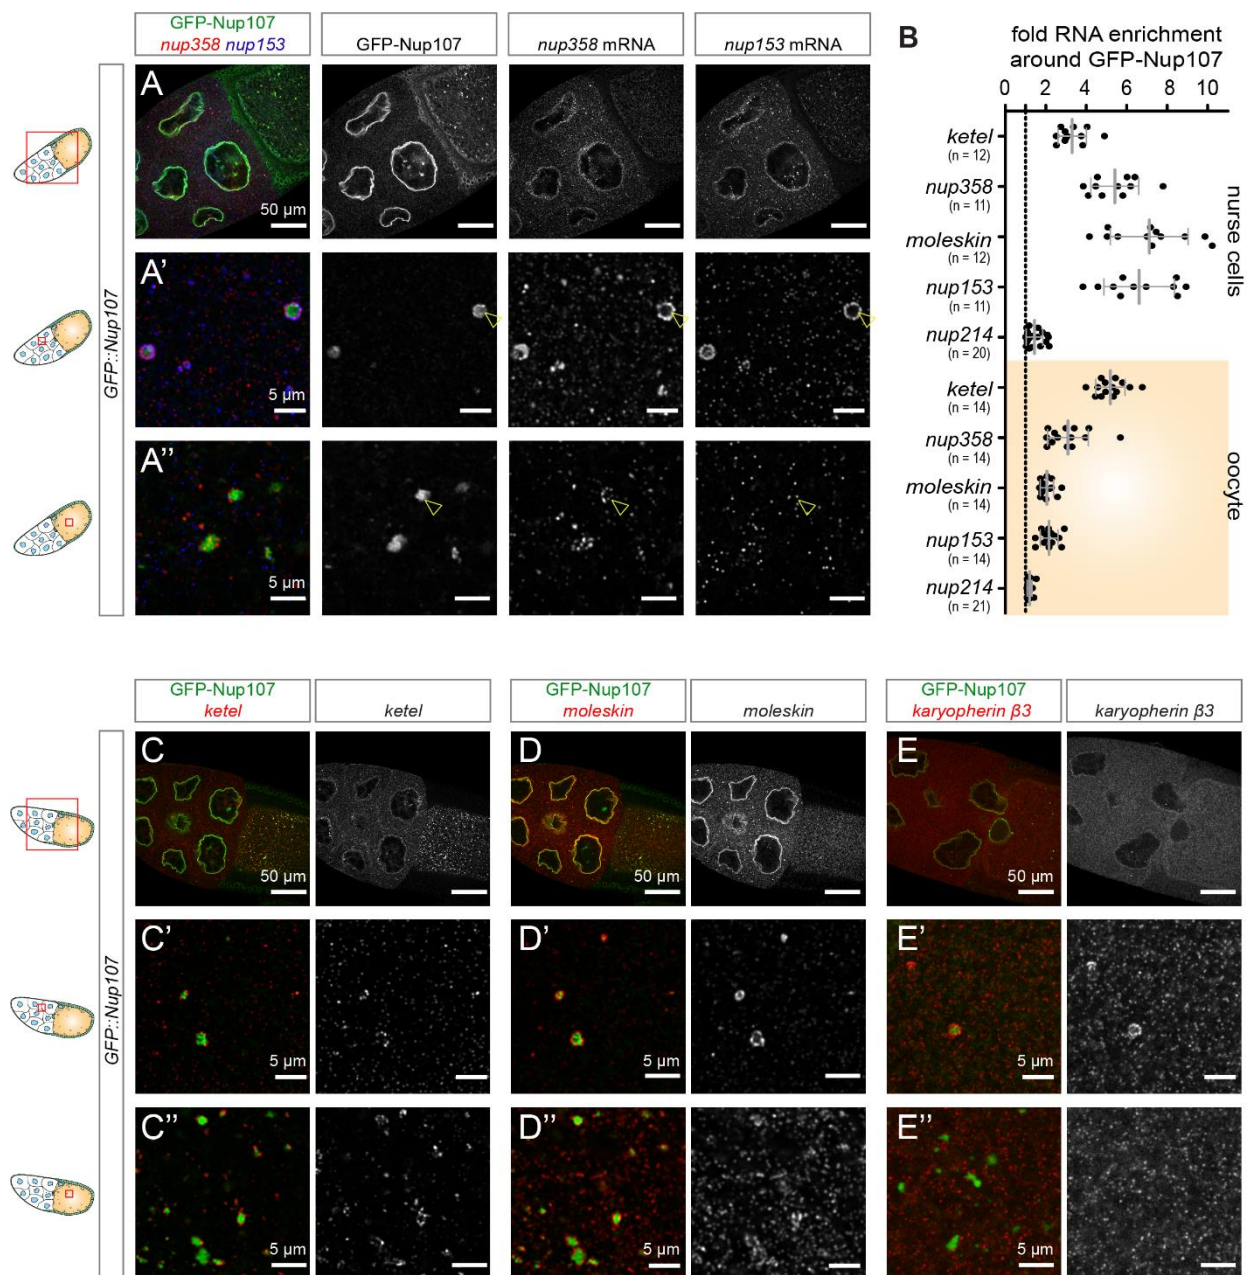 GFP-Nup107
nup358 nup153
GFP-Nup107
nup358 mRNA
nup153 mRNA
GFP::Nup107
A
50 µm
A'
5 µm
A''
5 µm
B
fold RNA enrichment
around GFP-Nup107
0 2 4 6 8 10
ketel
(n = 12)
nup358
(n = 11)
moleskin
(n = 12)
nup153
(n = 11)
nup214
(n = 20)
nurse cells
ketel
(n = 14)
nup358
(n = 14)
moleskin
(n = 14)
nup153
(n = 14)
nup214
(n = 21)
oocyte
GFP-Nup107
ketel
ketel
GFP-Nup107
moleskin
moleskin
GFP-Nup107
karyopherin β3
karyopherin β3
GFP::Nup107
C
50 µm
D
50 µm
E
50 µm
C'
5 µm
D'
5 µm
E'
5 µm
C''
5 µm
D''
5 µm
E''
5 µm